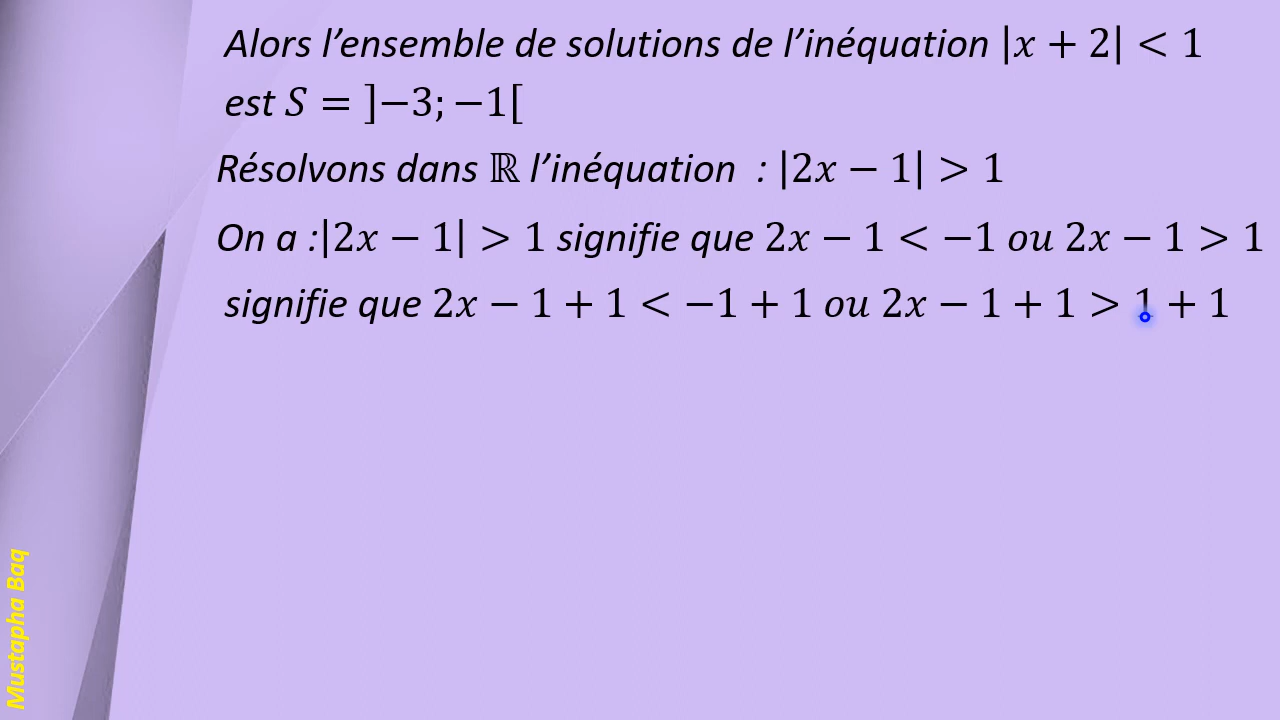 Alors l’ensemble de solutions de l’inéquation |x + 2| < 1
est S = ]−3; −1[
Résolvons dans ℝ l’inéquation : |2x − 1| > 1
On a :|2x − 1| > 1 signifie que 2x − 1 < −1 ou 2x − 1 > 1
signifie que 2x − 1 + 1 < −1 + 1 ou 2x − 1 + 1 > 1 + 1
Mustapha Baq